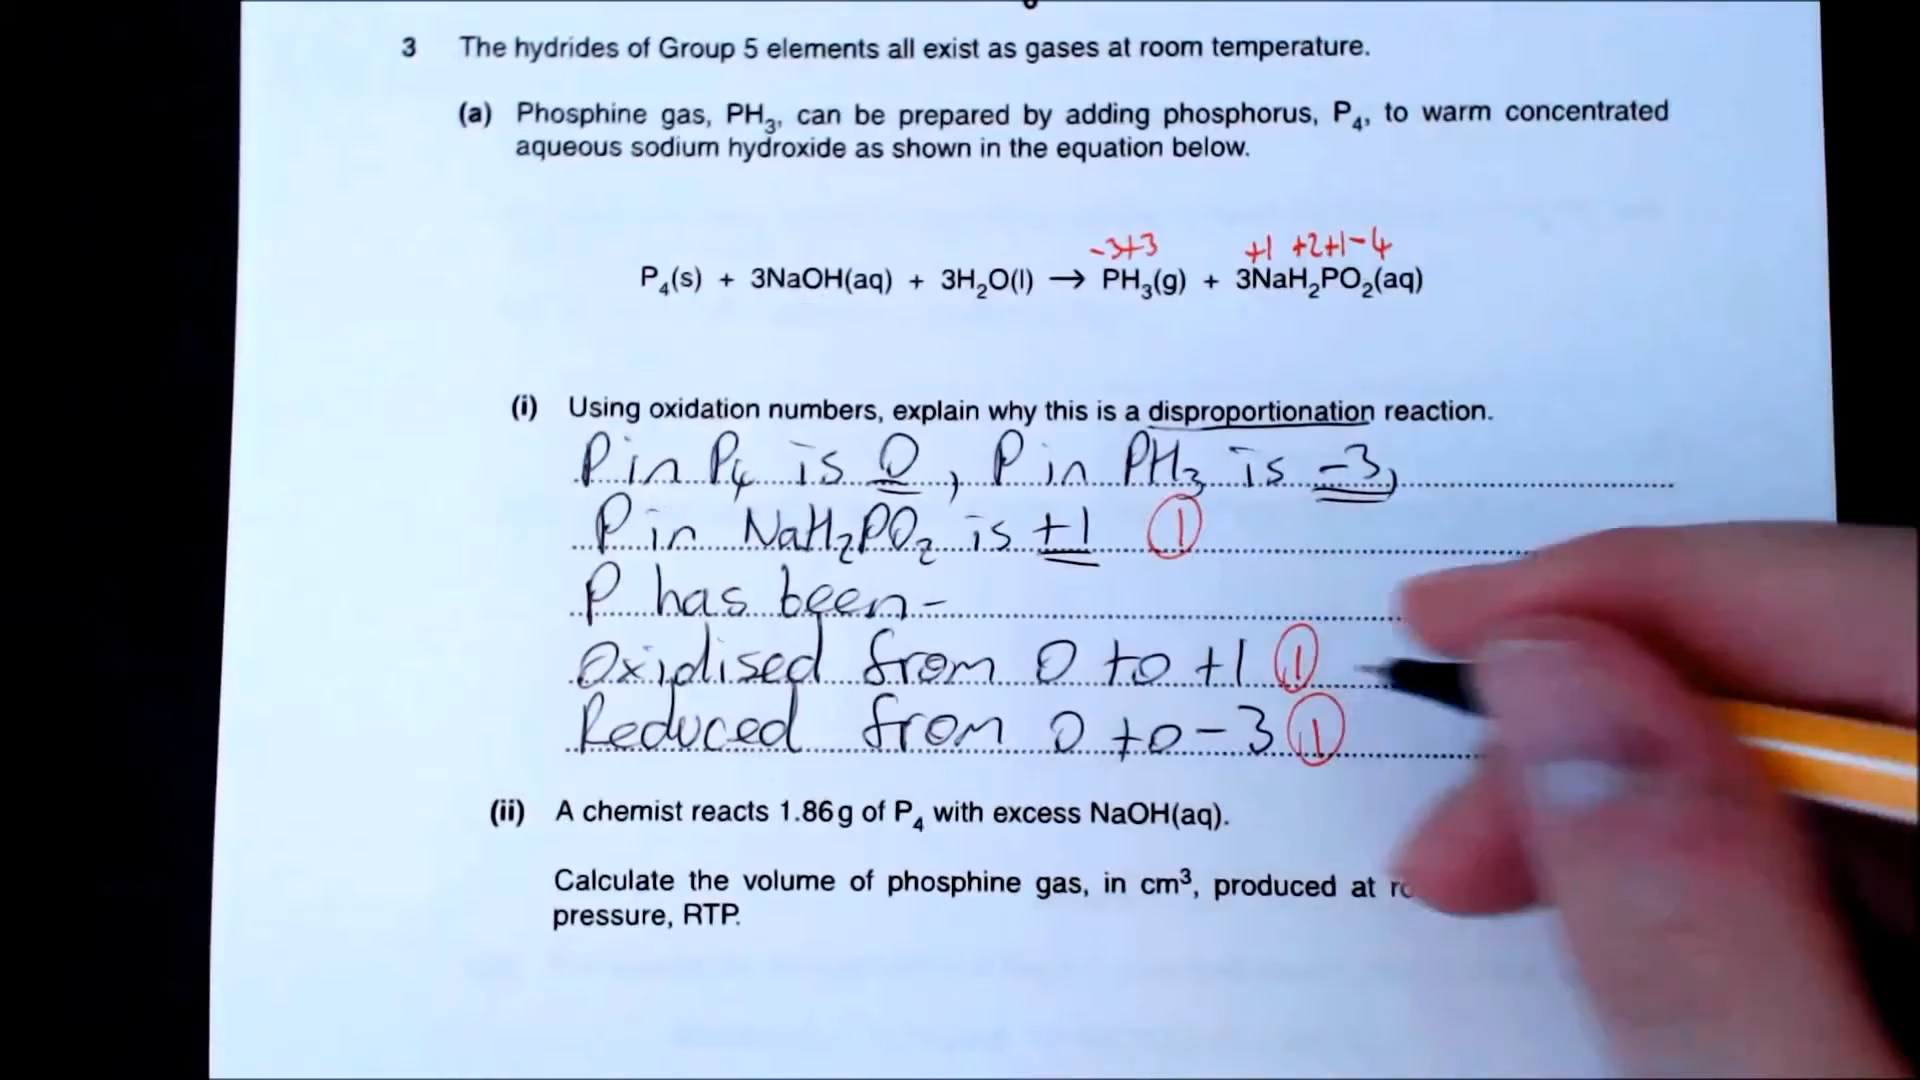 3 The hydrides of Group 5 elements all exist as gases at room temperature.
(a) Phosphine gas, PH₃, can be prepared by adding phosphorus, P₄, to warm concentrated
aqueous sodium hydroxide as shown in the equation below.
-3+3 +1 +2+1-4
P₄(s) + 3NaOH(aq) + 3H₂O(l) → PH₃(g) + 3NaH₂PO₂(aq)
(i) Using oxidation numbers, explain why this is a disproportionation reaction.
P in P₄ is 0, P in PH₃ is -3,
P in NaH₂PO₂ is +1 ①
P has been-
Oxidised from 0 to +1 ①
Reduced from 0 to -3 ①
(ii) A chemist reacts 1.86g of P₄ with excess NaOH(aq).
Calculate the volume of phosphine gas, in cm³, produced at
pressure, RTP.